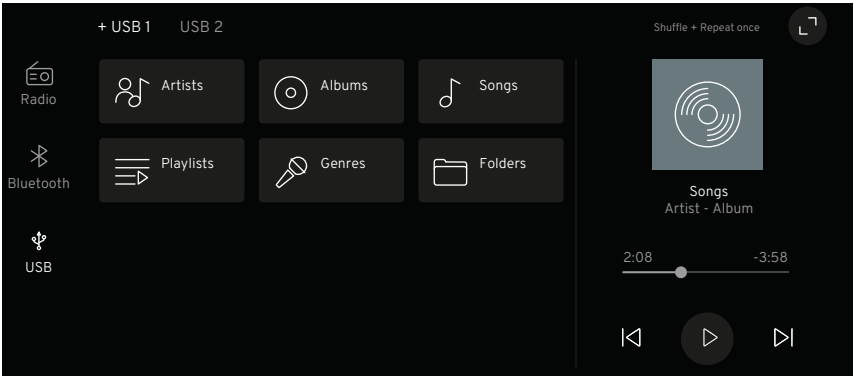 + USB 1 USB 2
Shuffle + Repeat once
Radio
Bluetooth
USB
Artists
Albums
Songs
Playlists
Genres
Folders
Songs
Artist - Album
2:08 -3:58